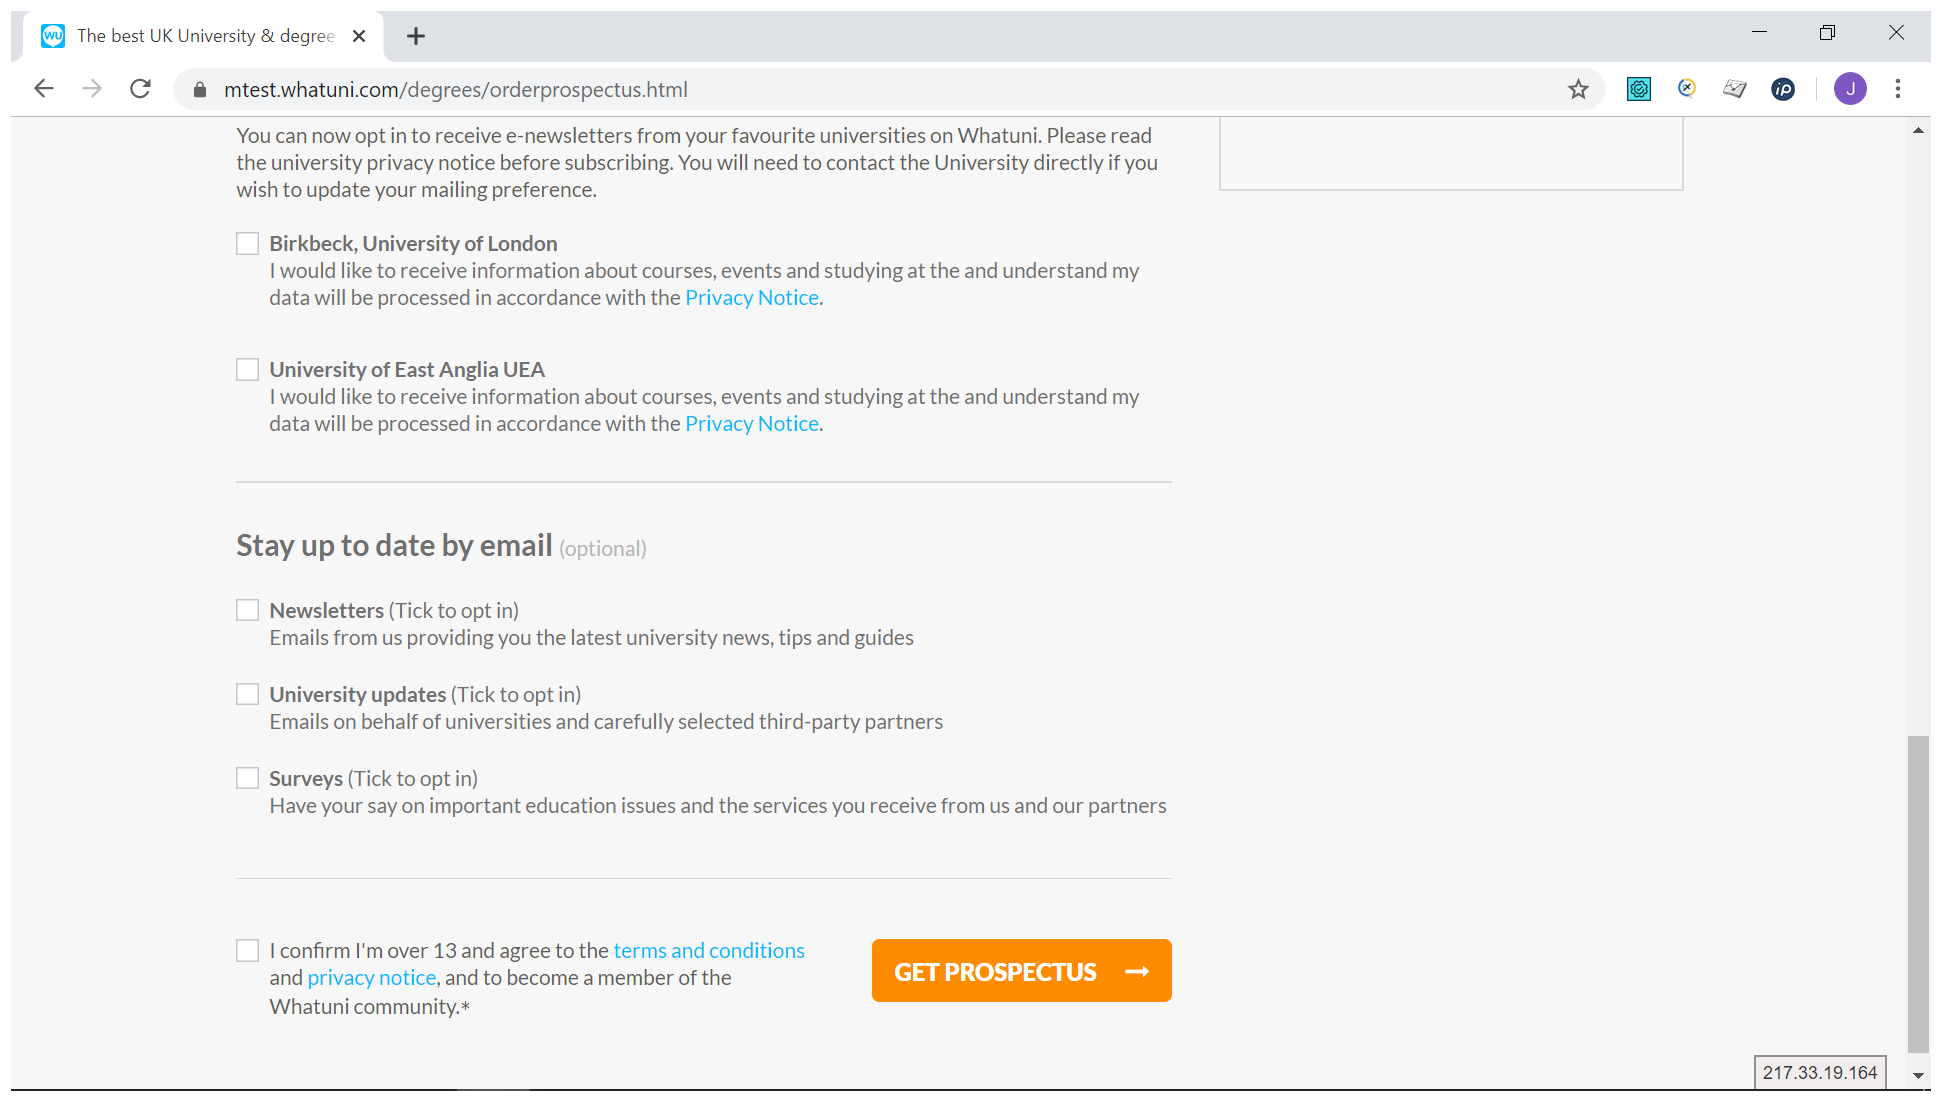 The best UK University & degree
mtest.whatuni.com/degrees/orderprospectus.html
J
You can now opt in to receive e-newsletters from your favourite universities on Whatuni. Please read
the university privacy notice before subscribing. You will need to contact the University directly if you
wish to update your mailing preference.
Birkbeck, University of London
I would like to receive information about courses, events and studying at the and understand my
data will be processed in accordance with the Privacy Notice.
University of East Anglia UEA
I would like to receive information about courses, events and studying at the and understand my
data will be processed in accordance with the Privacy Notice.
Stay up to date by email (optional)
Newsletters (Tick to opt in)
Emails from us providing you the latest university news, tips and guides
University updates (Tick to opt in)
Emails on behalf of universities and carefully selected third-party partners
Surveys (Tick to opt in)
Have your say on important education issues and the services you receive from us and our partners
I confirm I'm over 13 and agree to the terms and conditions
and privacy notice, and to become a member of the
Whatuni community.*
GET PROSPECTUS
217.33.19.164
WU
iP